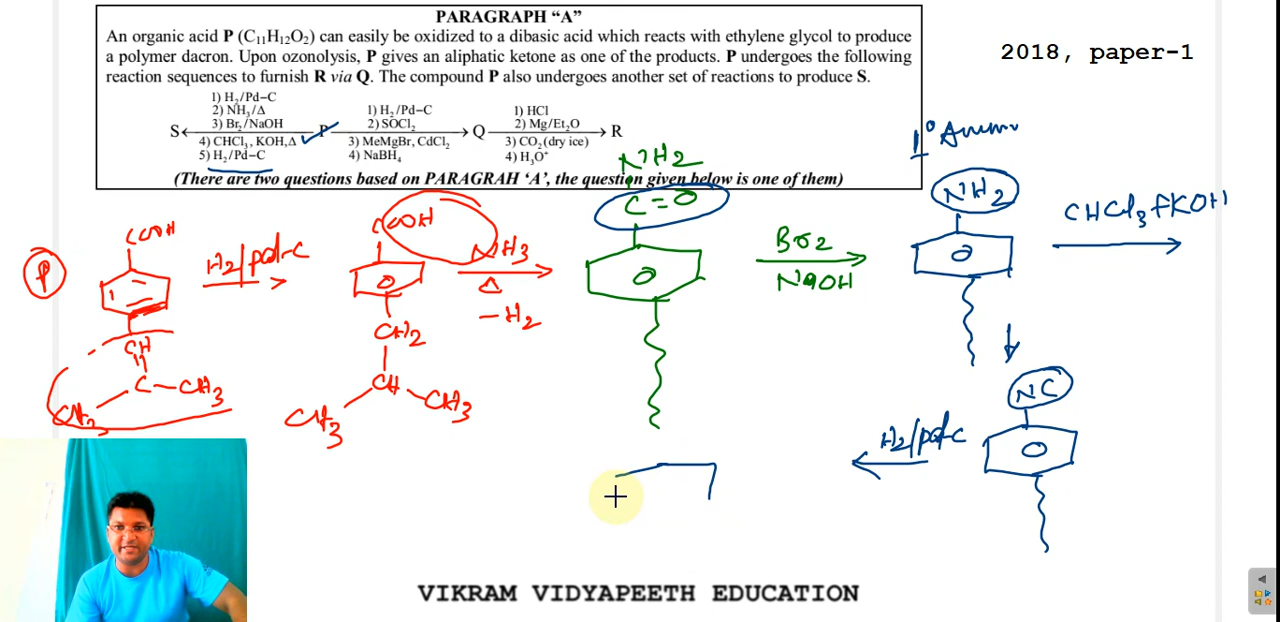 PARAGRAPH “A”
An organic acid P (C₁₁H₁₂O₂) can easily be oxidized to a dibasic acid which reacts with ethylene glycol to produce
a polymer dacron. Upon ozonolysis, P gives an aliphatic ketone as one of the products. P undergoes the following
reaction sequences to furnish R via Q. The compound P also undergoes another set of reactions to produce S.
1) H₂/Pd−C
2) NH₃/Δ
3) Br₂/NaOH
S
4) CHCl₃, KOH, Δ
5) H₂/Pd−C
P
1) H₂/Pd−C
2) SOCl₂
3) MeMgBr, CdCl₂
4) NaBH₄
Q
1) HCl
2) Mg/Et₂O
3) CO₂ (dry ice)
4) H₃O⁺
R
(There are two questions based on PARAGRAH ‘A’, the question given below is one of them)
2018, paper-1
P
COOH
CH
C-CH3
CH3
H2/pd-C
COOH
CH2
CH
CH3
CH3
NH3
Δ
-H2
NH2
C=O
Br2
NaOH
1°
NH2
CHCl3 + KOH
NC
H2/pd-C
VIKRAM VIDYAPEETH EDUCATION